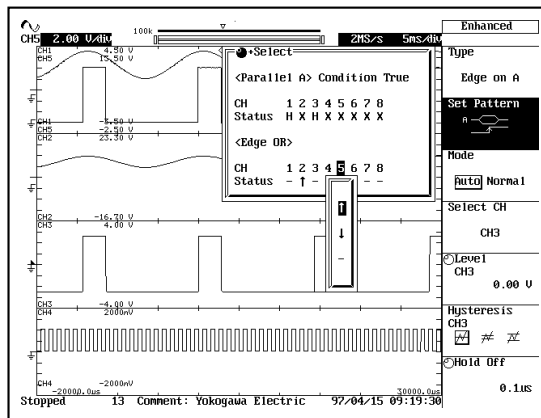 Enhanced
CH5 2.00 V/div
100k
2MS/s 5ms/div
CH1 4.50 V
CH5 15.50 V
+Select
Type
<Parallel A> Condition True
Edge on A
CH 1 2 3 4 5 6 7 8
Status H X H X X X X X
Set Pattern
A
CH1 -3.50 V
CH5 -2.50 V
CH2 23.30 V
<Edge OR>
Mode
CH 1 2 3 4 5 6 7 8
Status - ↑ - - - -
Auto Normal
↑
↓
-
Select CH
CH3
CH2 -16.70 V
CH3 4.00 V
Level
CH3
0.00 V
CH3 -4.00 V
CH4 2000mV
Hysteresis
CH3
Hold Off
0.1us
CH4 -2000mV
-20000.0us
30000.0us
Stopped 13 Comment: Yokogawa Electric 97/04/15 09:19:30